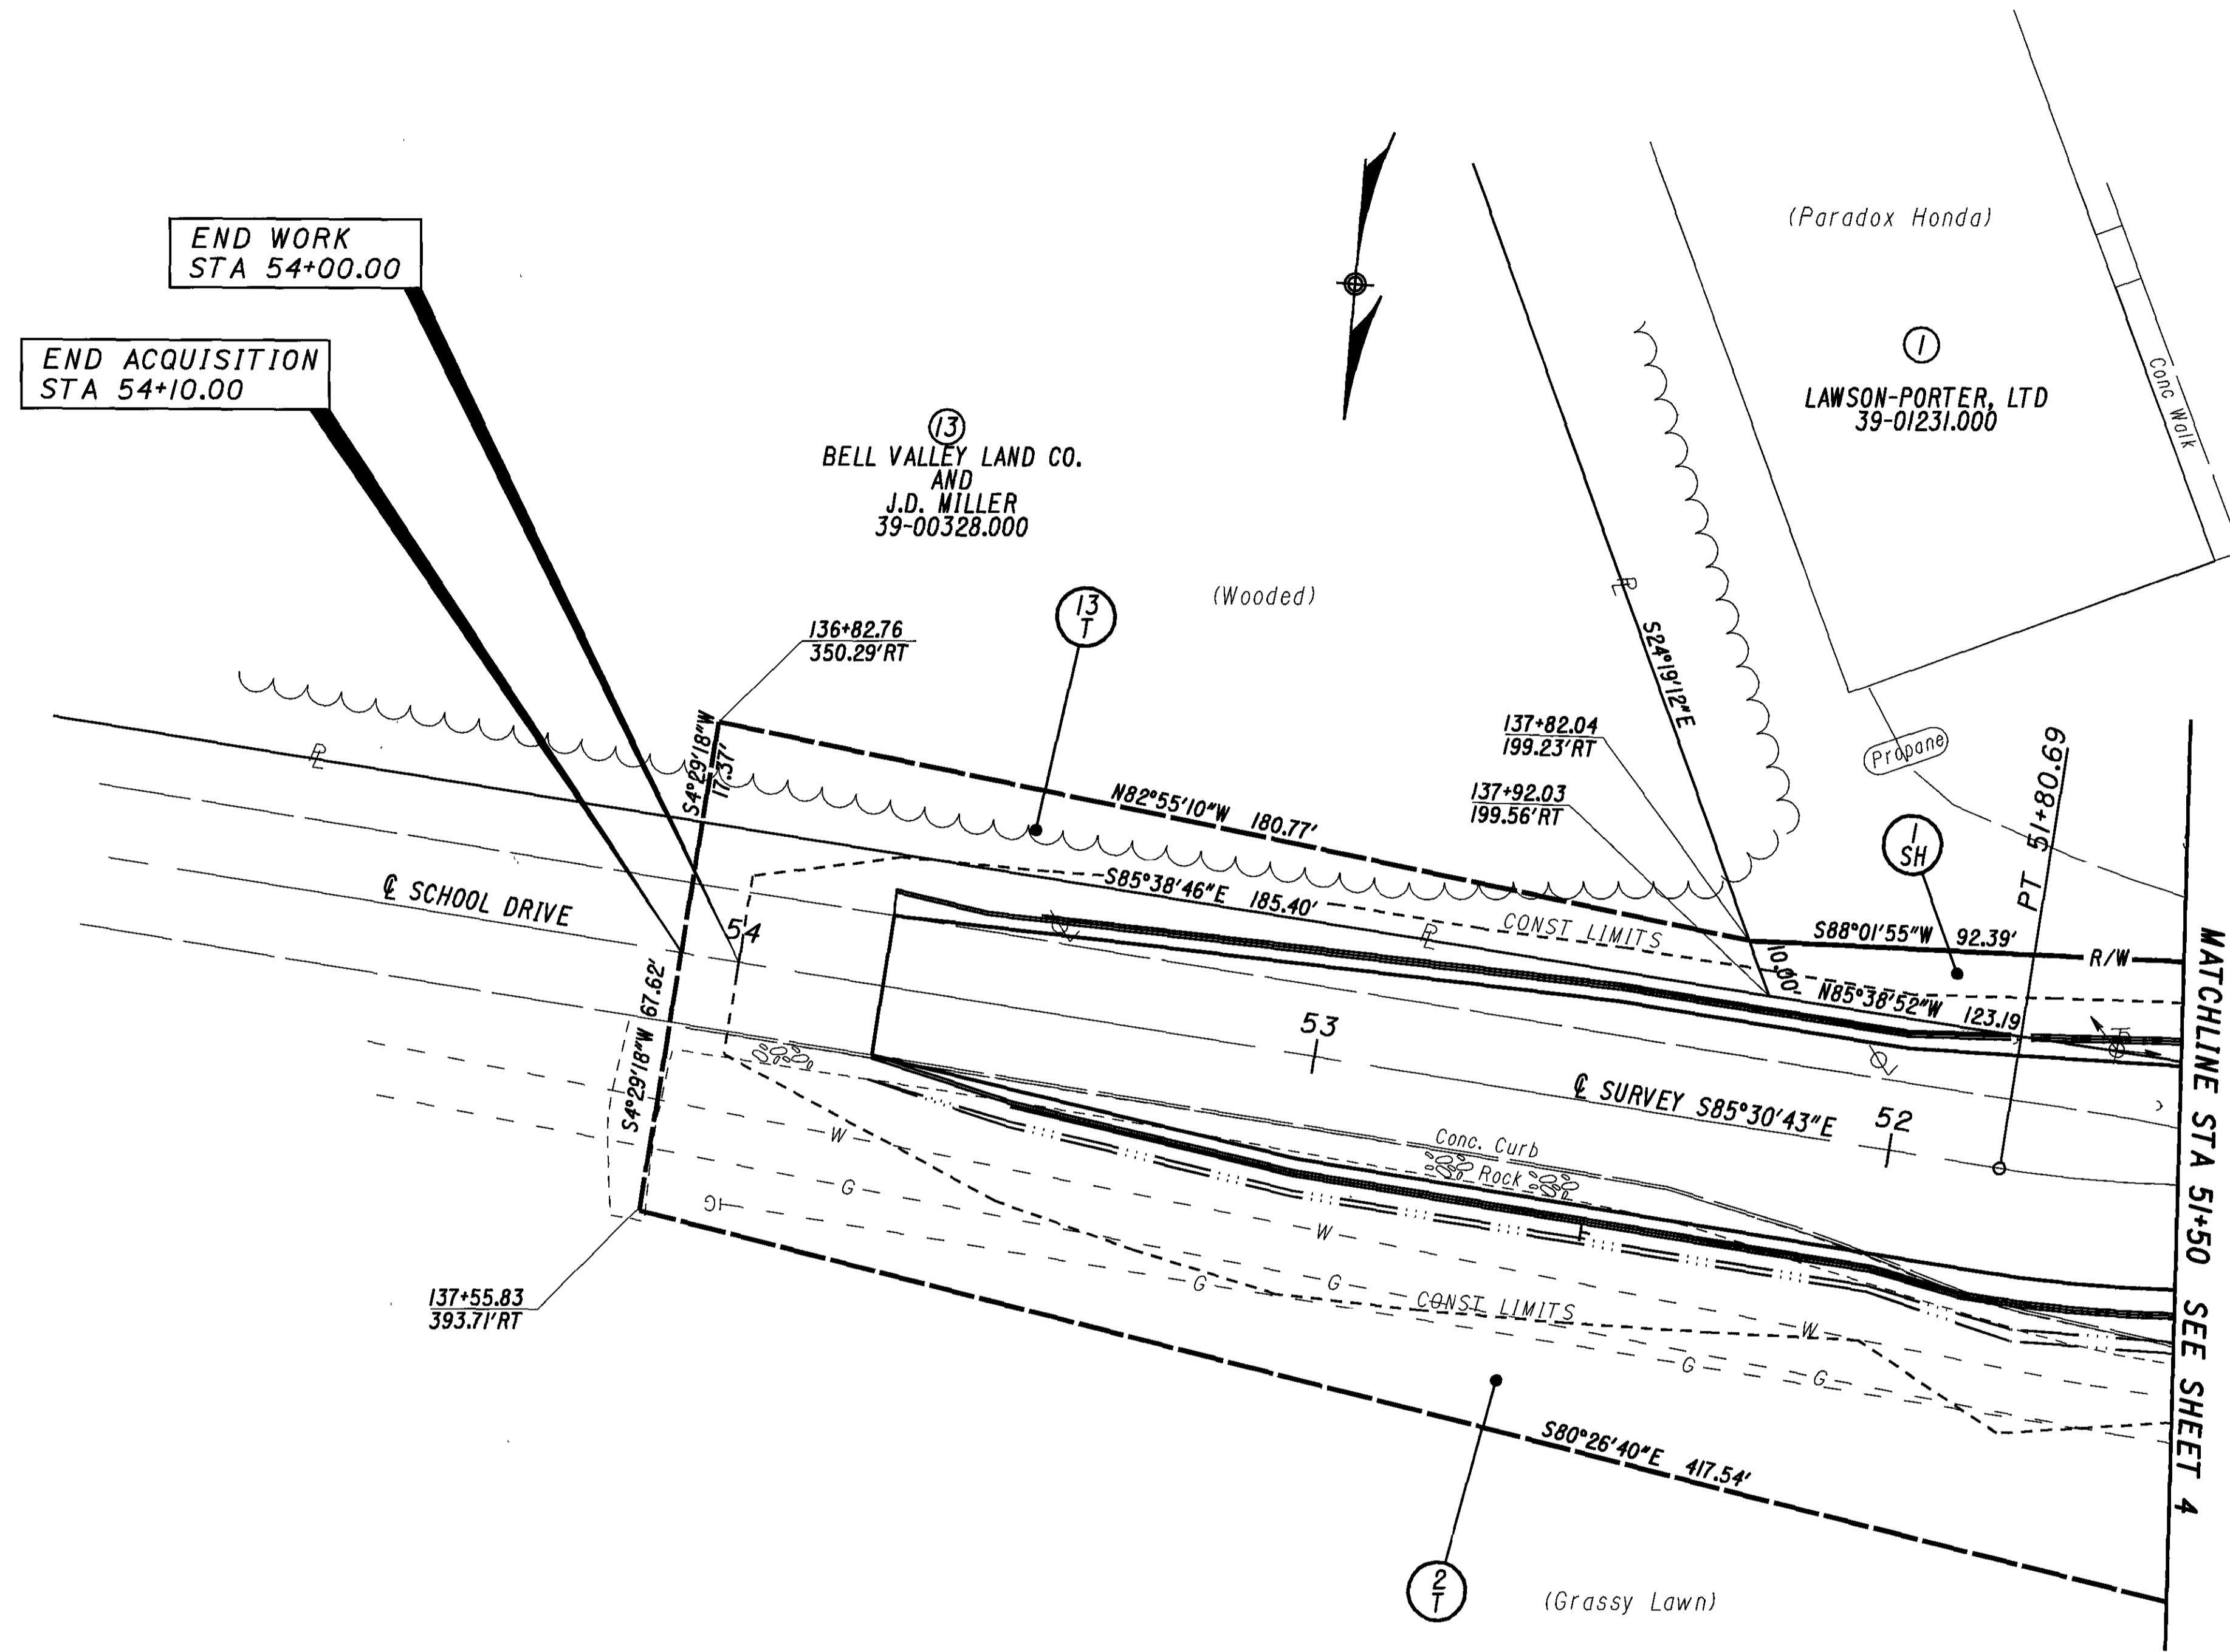 (Paradox Honda)
END WORK
STA 54+00.00
1
END ACQUISITION
STA 54+10.00
LAWSON-PORTER, LTD
39-01231.000
Conc Walk
13
BELL VALLEY LAND CO.
AND
J.D. MILLER
39-00328.000
(Wooded)
13
T
136+82.76
350.29'RT
PL
S24°19'12"E
137+82.04
199.23'RT
Propane
PT 51+80.69
PL
S4°29'18"W
17.37'
N82°55'10"W 180.77'
137+92.03
199.56'RT
1
SH
S85°38'46"E 185.40'
CONST LIMITS
PL
S88°01'55"W 92.39'
R/W
10.00'
N85°38'52"W 123.19
CL SCHOOL DRIVE
54
53
MATCHLINE STA 51+50 SEE SHEET 4
S4°29'18"W 67.62'
CL SURVEY S85°30'43"E
52
Conc. Curb
Rock
W
G
G
W
G
G
W
G
G
CONST LIMITS
137+55.83
393.71'RT
S80°26'40"E 417.54'
2
T
(Grassy Lawn)